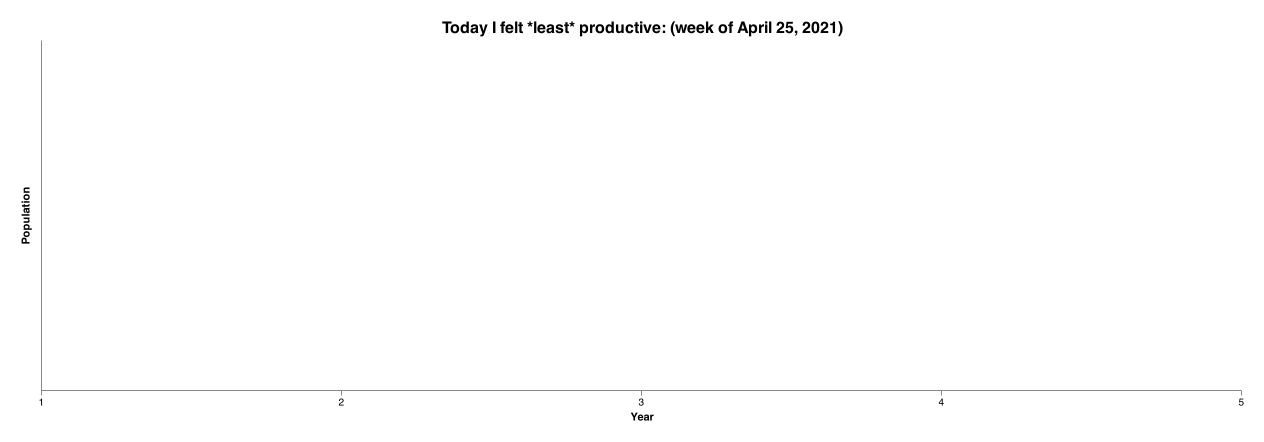 Today I felt *least* productive: (week of April 25, 2021)
Population
1 2 3 4 5
Year